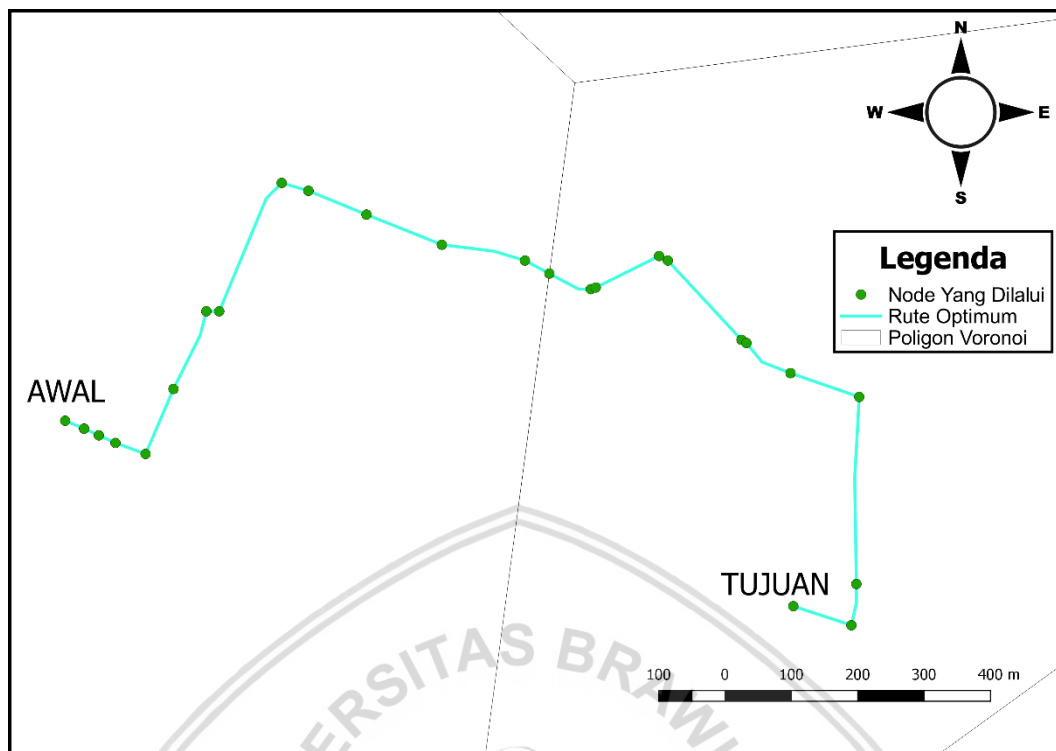 N
W E
S
Legenda
Node Yang Dilalui
Rute Optimum
Poligon Voronoi
AWAL
TUJUAN
100 0 100 200 300 400 m
ERSITAS BRAW